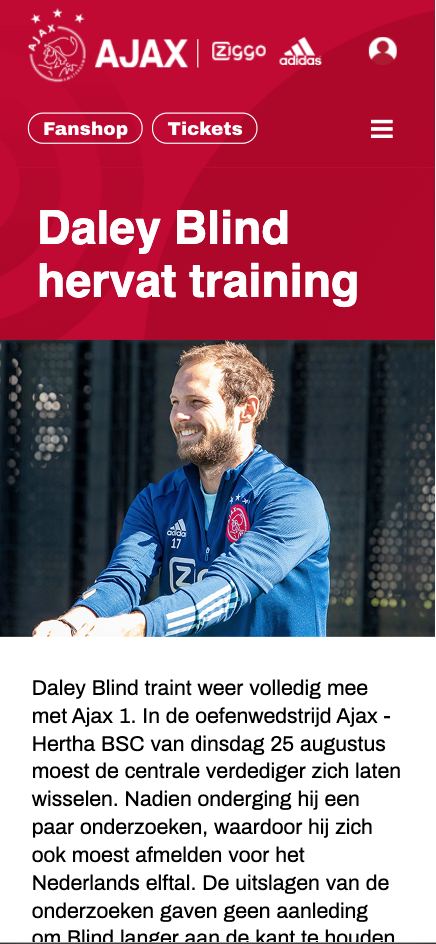 AJAX
AJAX
ziggo
adidas
Fanshop
Tickets
Daley Blind
hervat training
adidas
17
Daley Blind traint weer volledig mee
met Ajax 1. In de oefenwedstrijd Ajax -
Hertha BSC van dinsdag 25 augustus
moest de centrale verdediger zich laten
wisselen. Nadien onderging hij een
paar onderzoeken, waardoor hij zich
ook moest afmelden voor het
Nederlands elftal. De uitslagen van de
onderzoeken gaven geen aanleiding
om Blind langer aan de kant te houden